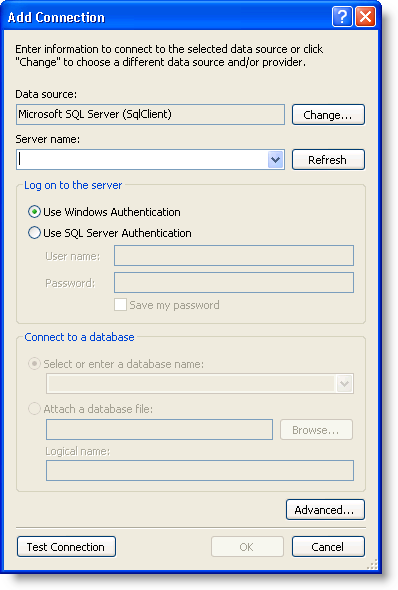 Add Connection
Enter information to connect to the selected data source or click
"Change" to choose a different data source and/or provider.
Data source:
Microsoft SQL Server (SqlClient)
Change...
Server name:
Refresh
Log on to the server
Use Windows Authentication
Use SQL Server Authentication
User name:
Password:
Save my password
Connect to a database
Select or enter a database name:
Attach a database file:
Browse...
Logical name:
Advanced...
Test Connection
OK
Cancel